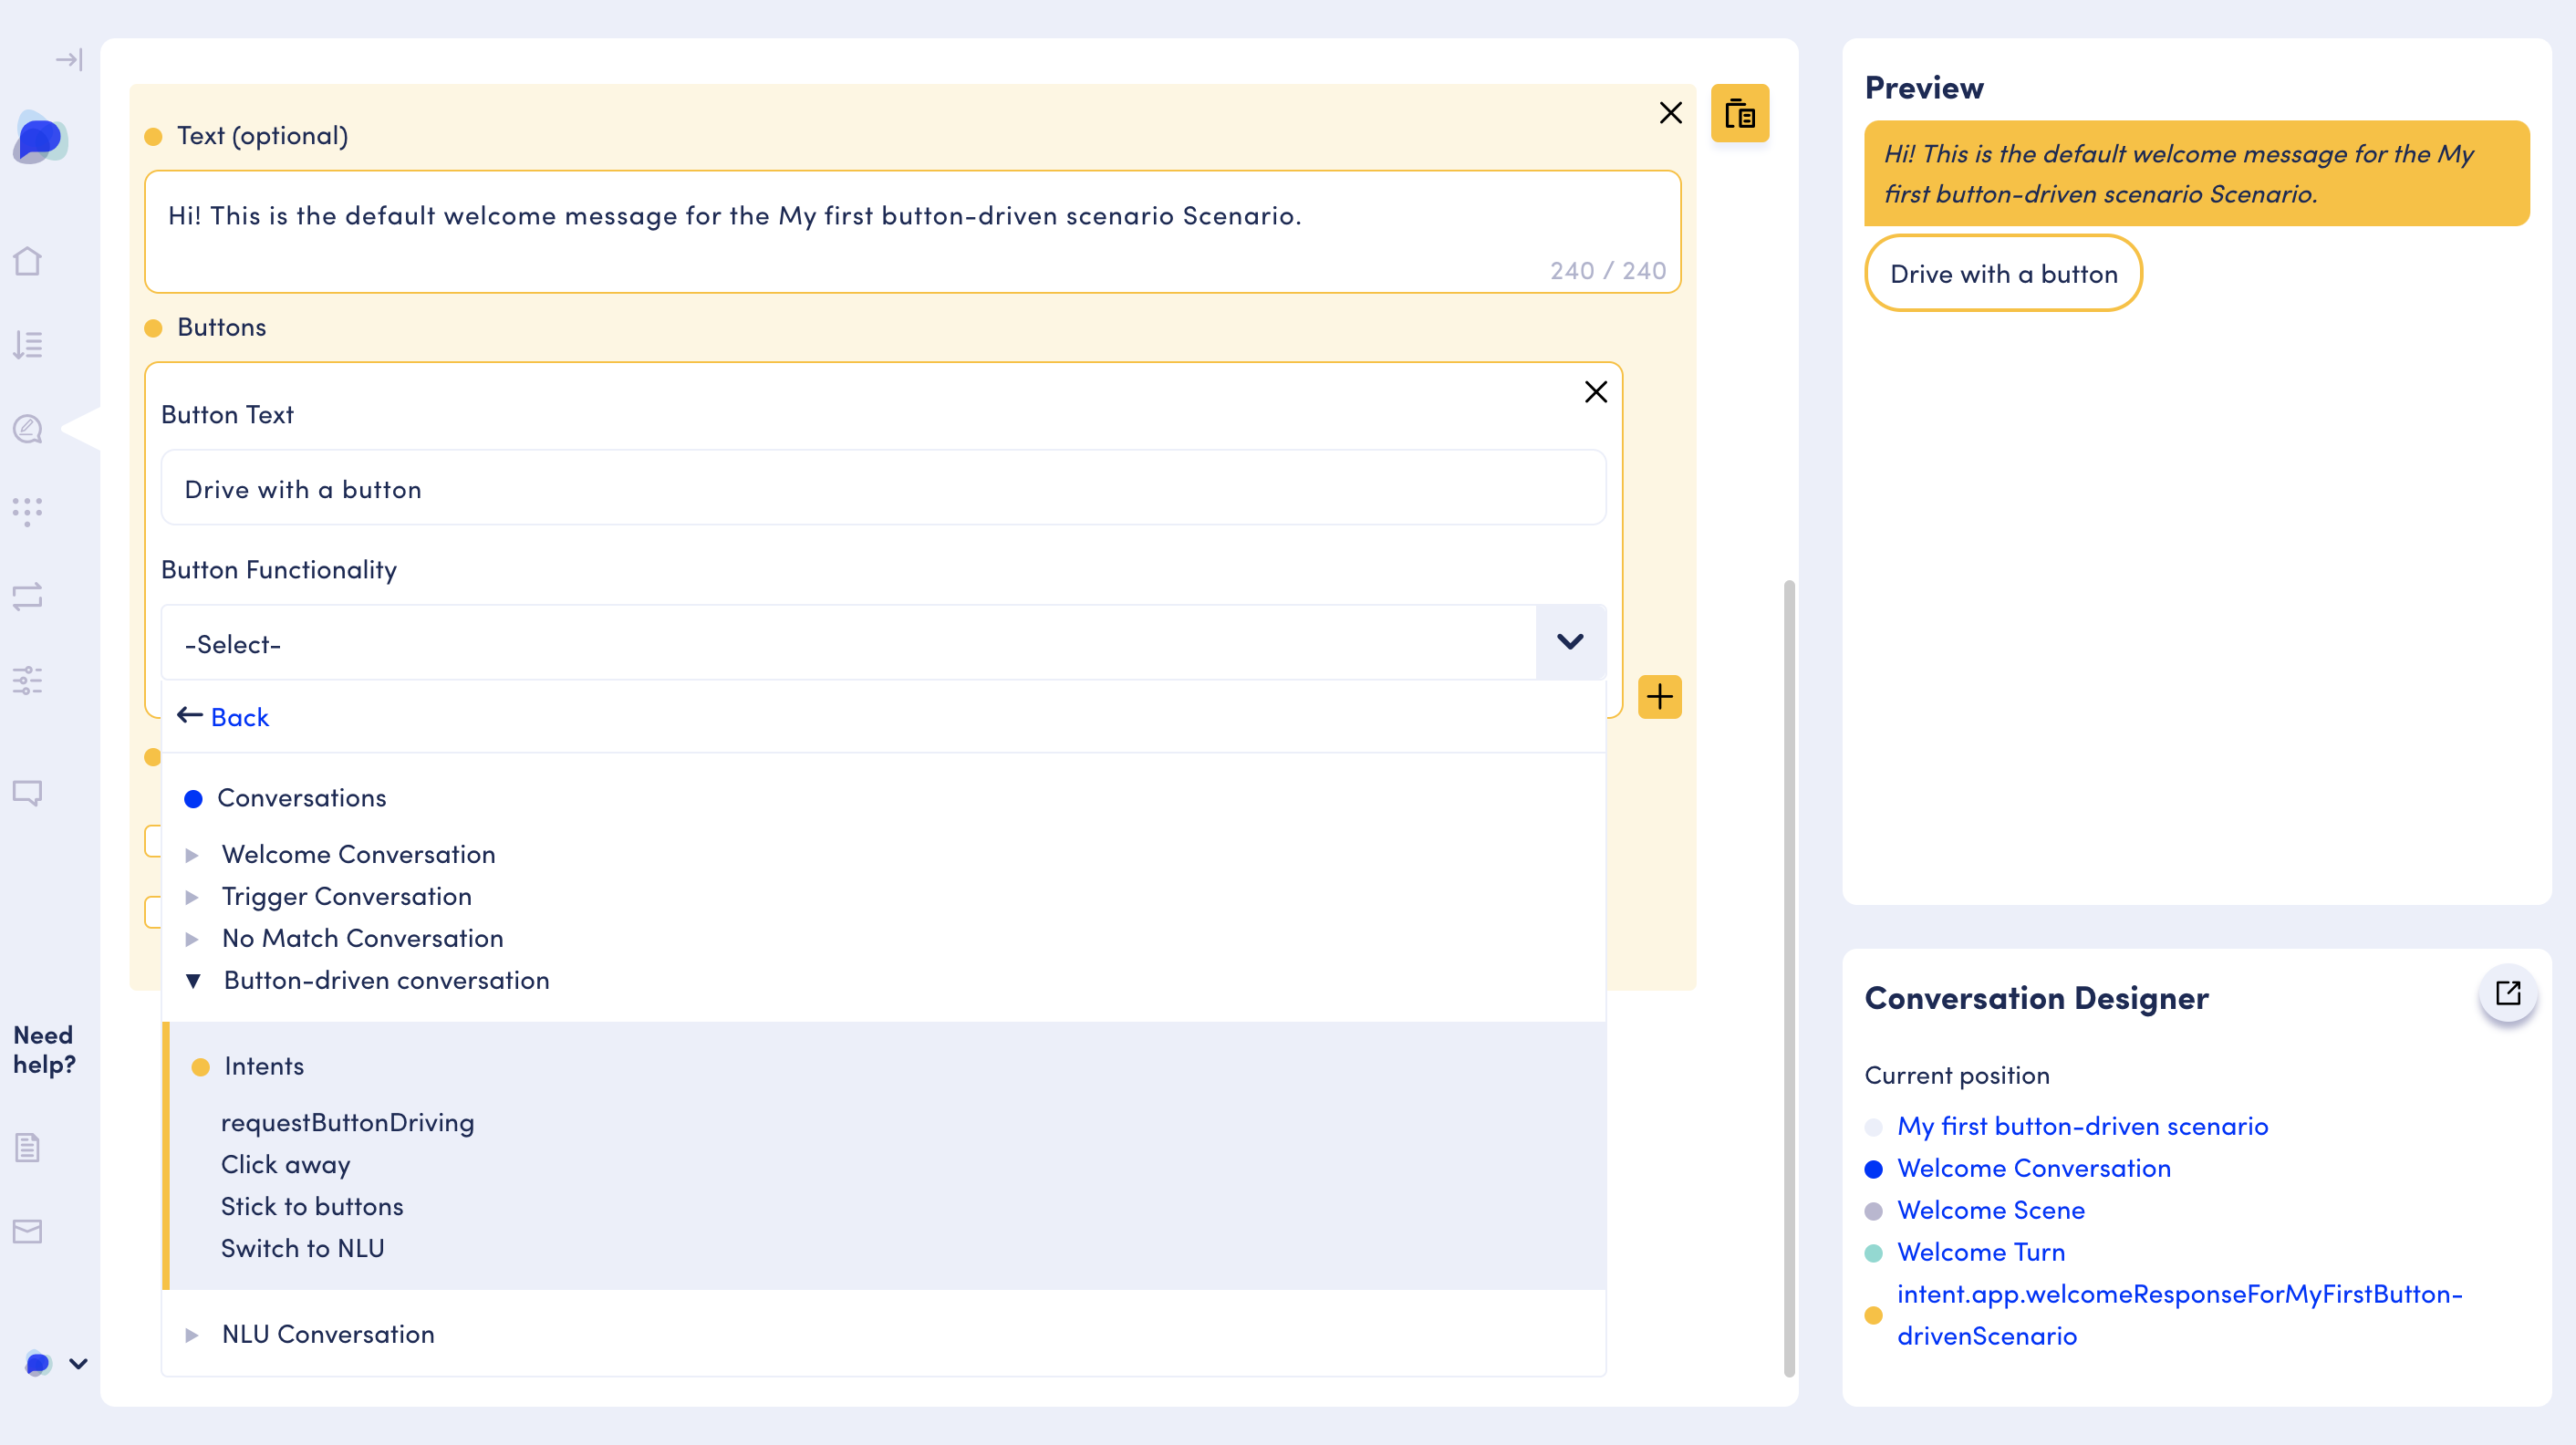 Need
help?
Text (optional)
Hi! This is the default welcome message for the My first button-driven scenario Scenario.
240 / 240
Buttons
Button Text
Drive with a button
Button Functionality
-Select-
Back
Conversations
Welcome Conversation
Trigger Conversation
No Match Conversation
Button-driven conversation
Intents
requestButtonDriving
Click away
Stick to buttons
Switch to NLU
NLU Conversation
Preview
Hi! This is the default welcome message for the My
first button-driven scenario Scenario.
Drive with a button
Conversation Designer
Current position
My first button-driven scenario
Welcome Conversation
Welcome Scene
Welcome Turn
intent.app.welcomeResponseForMyFirstButton-
drivenScenario